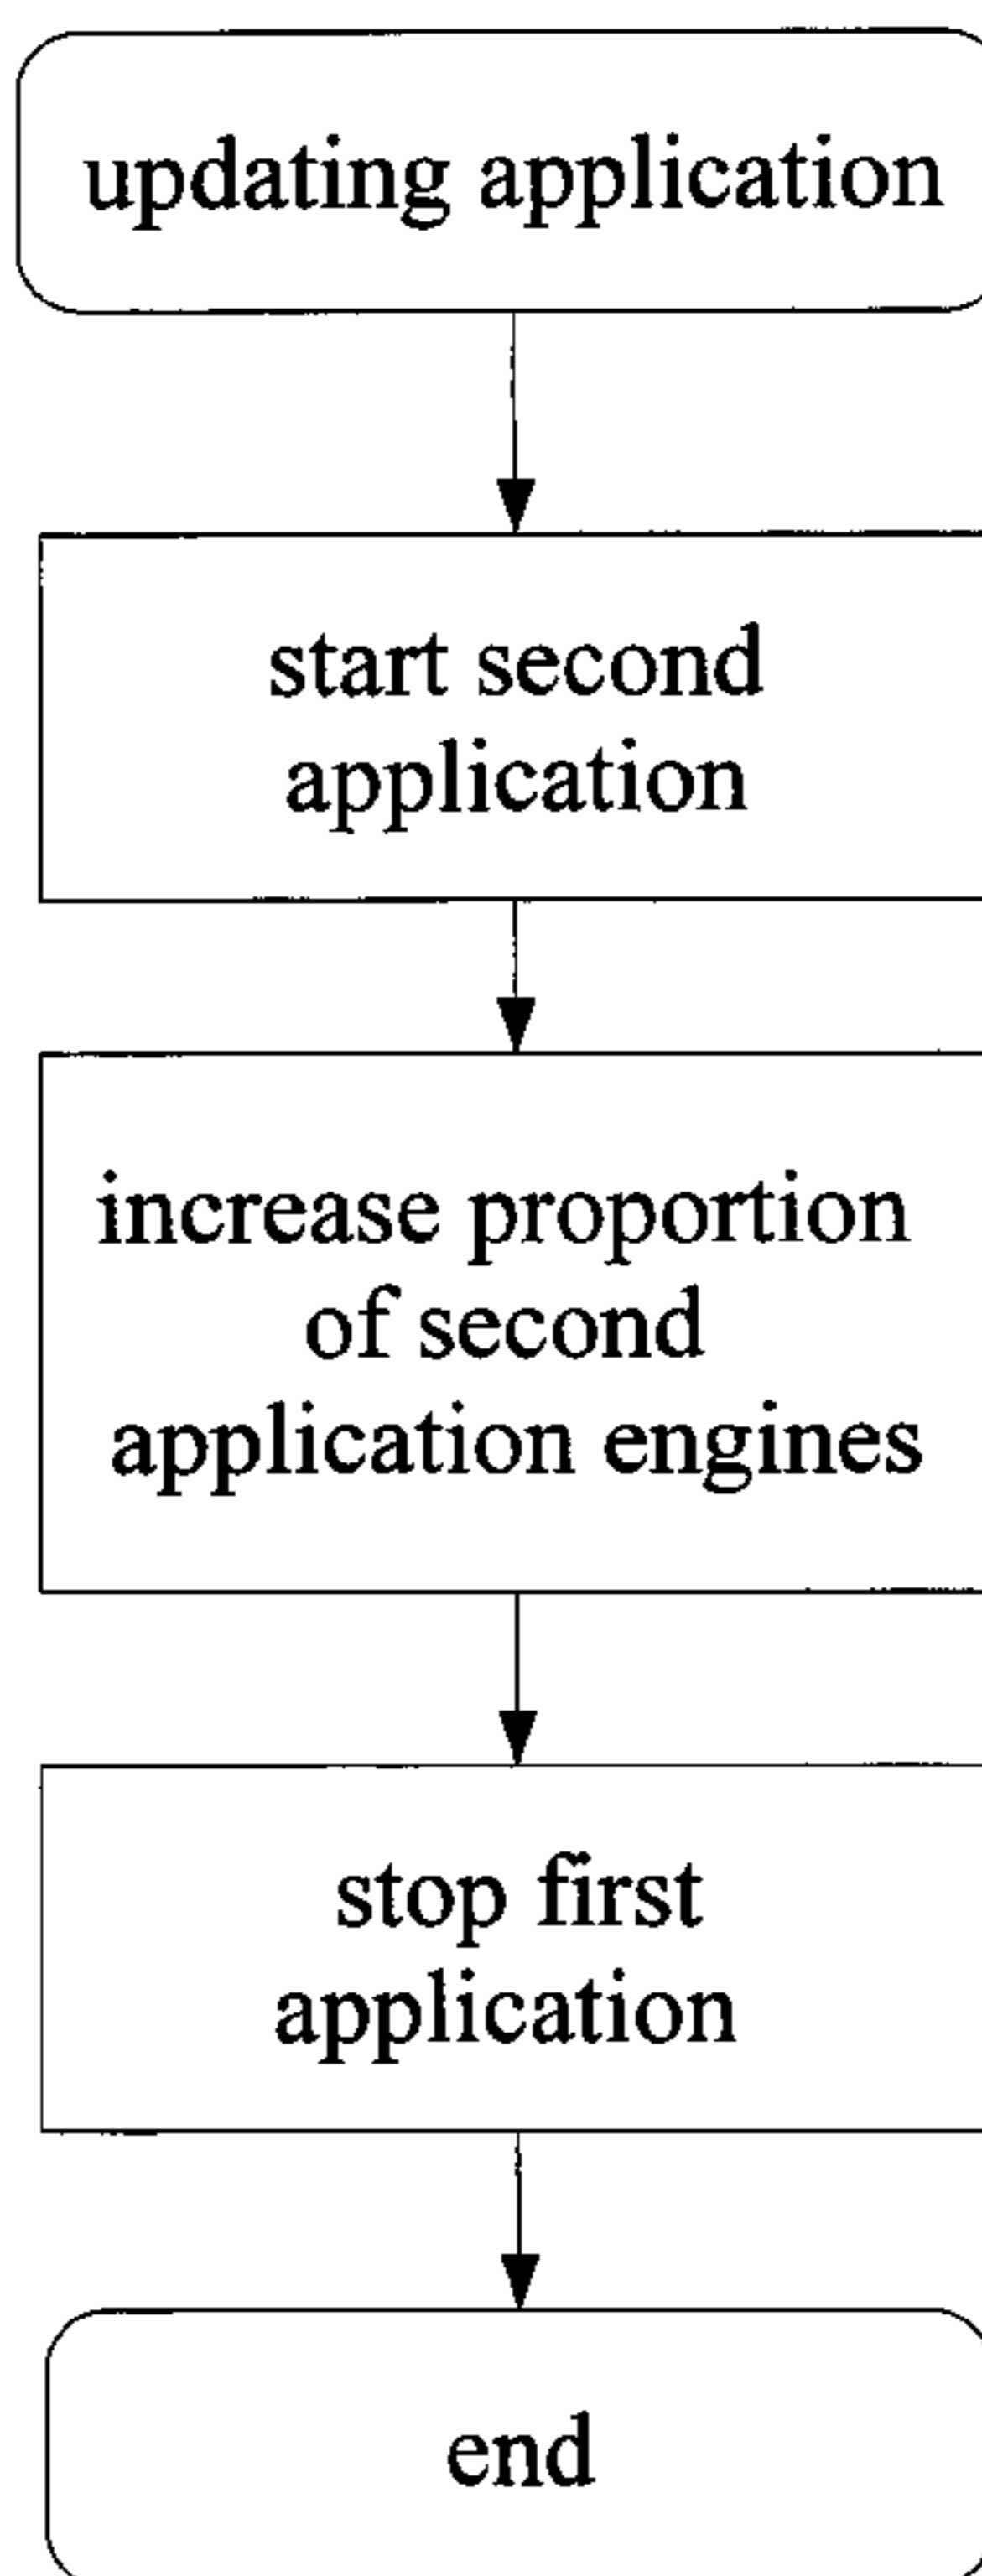 updating application
start second
application
increase proportion
of second
application engines
stop first
application
end